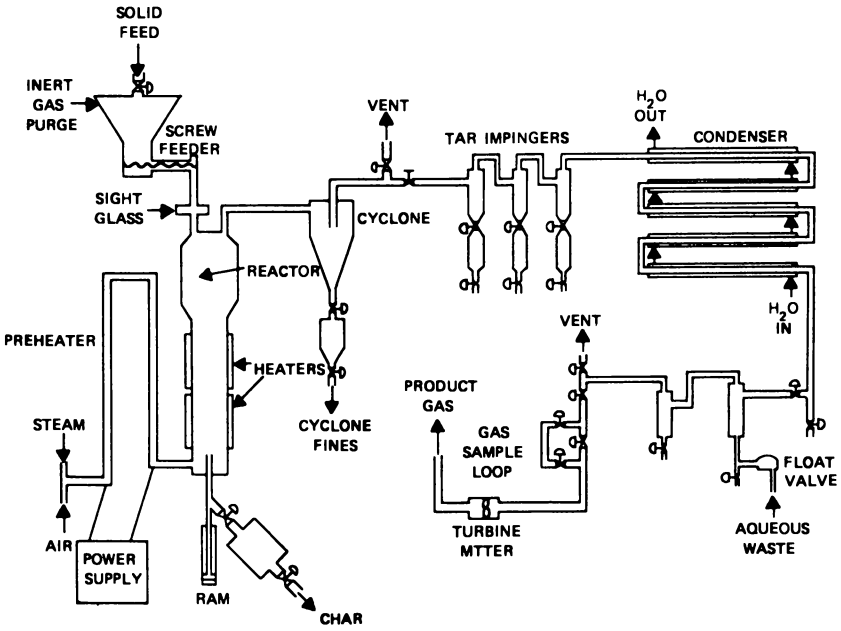 SOLID
FEED
INERT
GAS
PURGE
SCREW
FEEDER
SIGHT
GLASS
REACTOR
CYCLONE
VENT
TAR IMPINGERS
H₂O
OUT
CONDENSER
H₂O
IN
PREHEATER
HEATERS
CYCLONE
FINES
STEAM
AIR
POWER
SUPPLY
RAM
CHAR
VENT
PRODUCT
GAS
GAS
SAMPLE
LOOP
TURBINE
MTTER
FLOAT
VALVE
AQUEOUS
WASTE